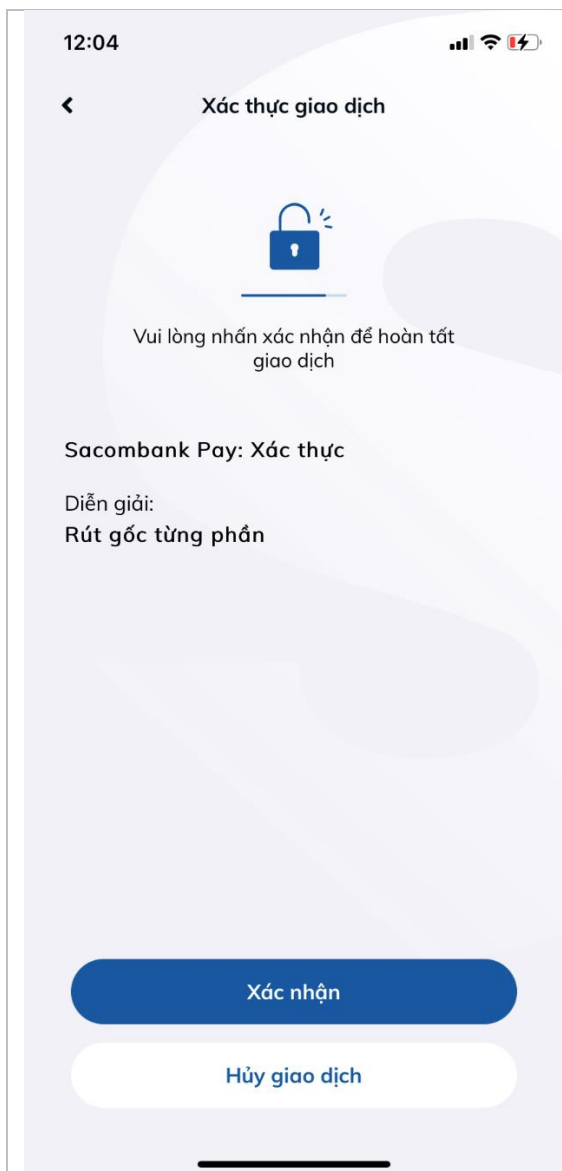 12:04
Xác thực giao dịch
Vui lòng nhấn xác nhận để hoàn tất
giao dịch
Sacombank Pay: Xác thực
Diễn giải:
Rút gốc từng phần
Xác nhận
Hủy giao dịch